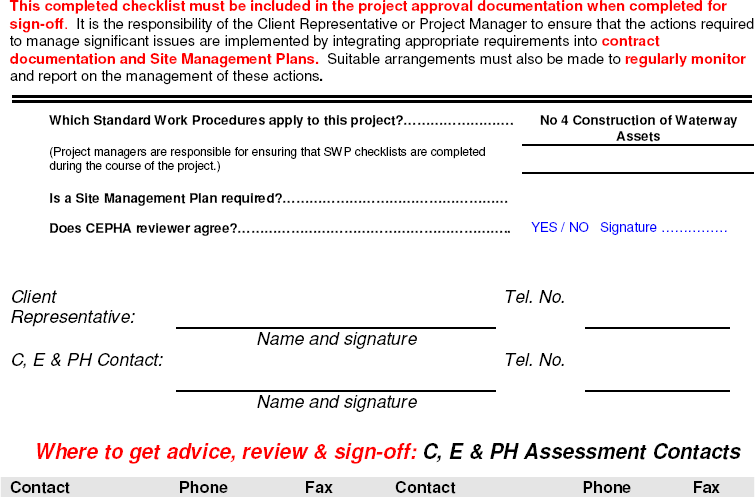 This completed checklist must be included in the project approval documentation when completed for
sign-off. It is the responsibility of the Client Representative or Project Manager to ensure that the actions required
to manage significant issues are implemented by integrating appropriate requirements into contract
documentation and Site Management Plans. Suitable arrangements must also be made to regularly monitor
and report on the management of these actions.
Which Standard Work Procedures apply to this project?........................ No 4 Construction of Waterway
Assets
(Project managers are responsible for ensuring that SWP checklists are completed
during the course of the project.)
Is a Site Management Plan required?..................................................
Does CEPHA reviewer agree?............................................................ YES / NO Signature ...............
Client Tel. No.
Representative:
Name and signature
C, E & PH Contact: Tel. No.
Name and signature
Where to get advice, review & sign-off: C, E & PH Assessment Contacts
Contact Phone Fax Contact Phone Fax